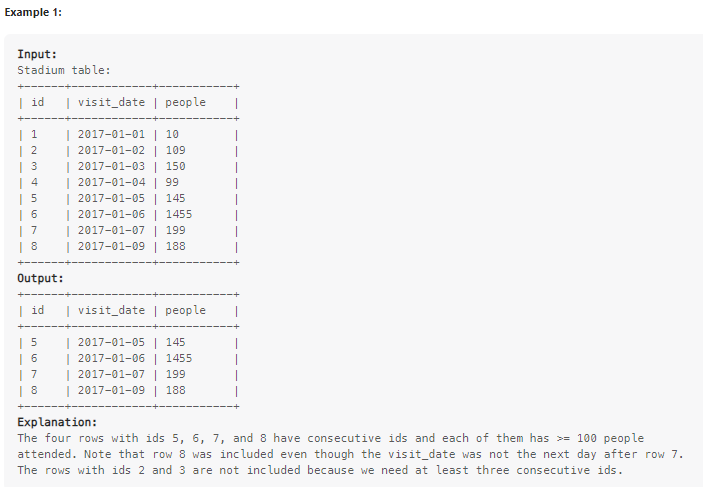 Example 1:
Input:
Stadium table:
+------+------------+-----------+
| id   | visit_date | people    |
+------+------------+-----------+
| 1    | 2017-01-01 | 10        |
| 2    | 2017-01-02 | 109       |
| 3    | 2017-01-03 | 150       |
| 4    | 2017-01-04 | 99        |
| 5    | 2017-01-05 | 145       |
| 6    | 2017-01-06 | 1455      |
| 7    | 2017-01-07 | 199       |
| 8    | 2017-01-09 | 188       |
+------+------------+-----------+
Output:
+------+------------+-----------+
| id   | visit_date | people    |
+------+------------+-----------+
| 5    | 2017-01-05 | 145       |
| 6    | 2017-01-06 | 1455      |
| 7    | 2017-01-07 | 199       |
| 8    | 2017-01-09 | 188       |
+------+------------+-----------+
Explanation:
The four rows with ids 5, 6, 7, and 8 have consecutive ids and each of them has >= 100 people
attended. Note that row 8 was included even though the visit_date was not the next day after row 7.
The rows with ids 2 and 3 are not included because we need at least three consecutive ids.